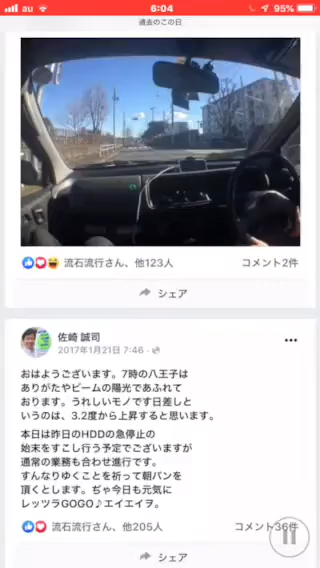 au
6:04
95%
過去のこの日
流石流行さん、他123人
コメント2件
シェア
佐崎 誠司
2017年1月21日 7:46
おはようございます。7時の八王子は
ありがたやビームの陽光であふれて
おります。うれしいモノです日差しと
いうのは、3.2度から上昇すると思います。
本日は昨日のHDDの急停止の
始末をすこし行う予定でございますが
通常の業務も合わせ進行です。
すんなりゆくことを祈って朝パンを
頂くとします。ぢゃ今日も元気に
レッツラGOGO♪エイエイヲ。
流石流行さん、他205人
コメント36件
シェア